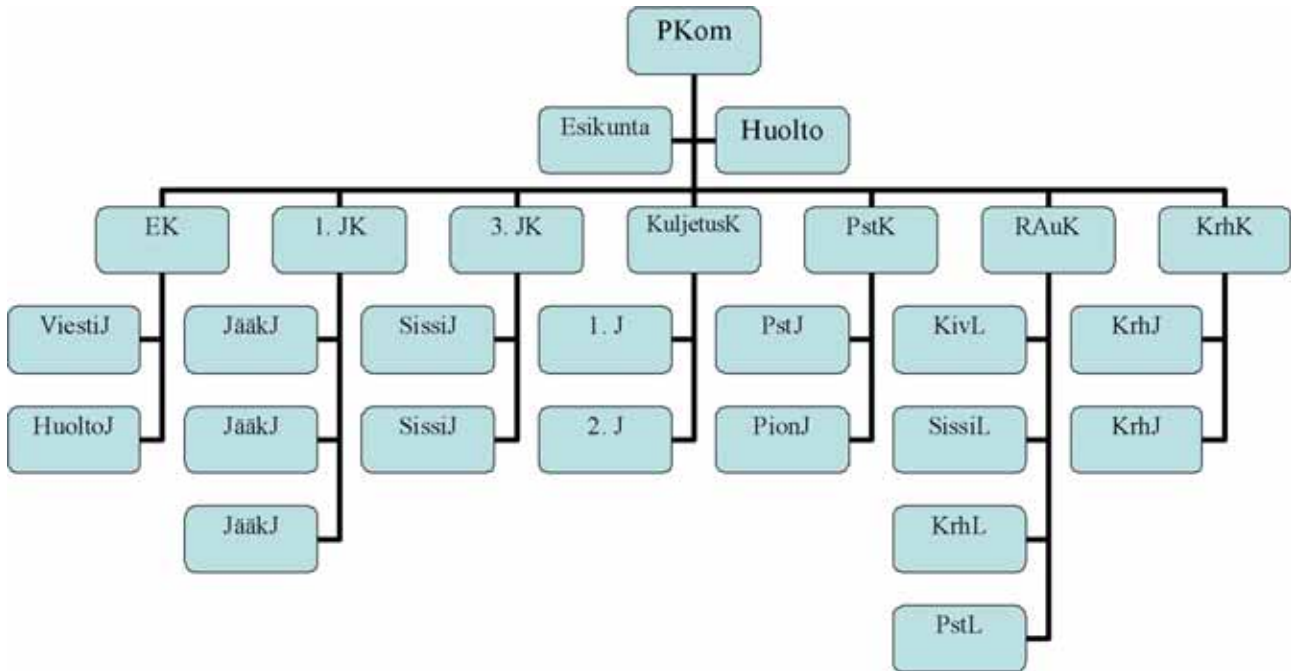 PKom
Esikunta
Huolto
EK
1. JK
3. JK
KuljetusK
PstK
RAuK
KrhK
ViestiJ
JääkJ
SissiJ
1. J
PstJ
KivL
KrhJ
HuoltoJ
JääkJ
SissiJ
2. J
PionJ
SissiL
KrhJ
JääkJ
KrhL
PstL